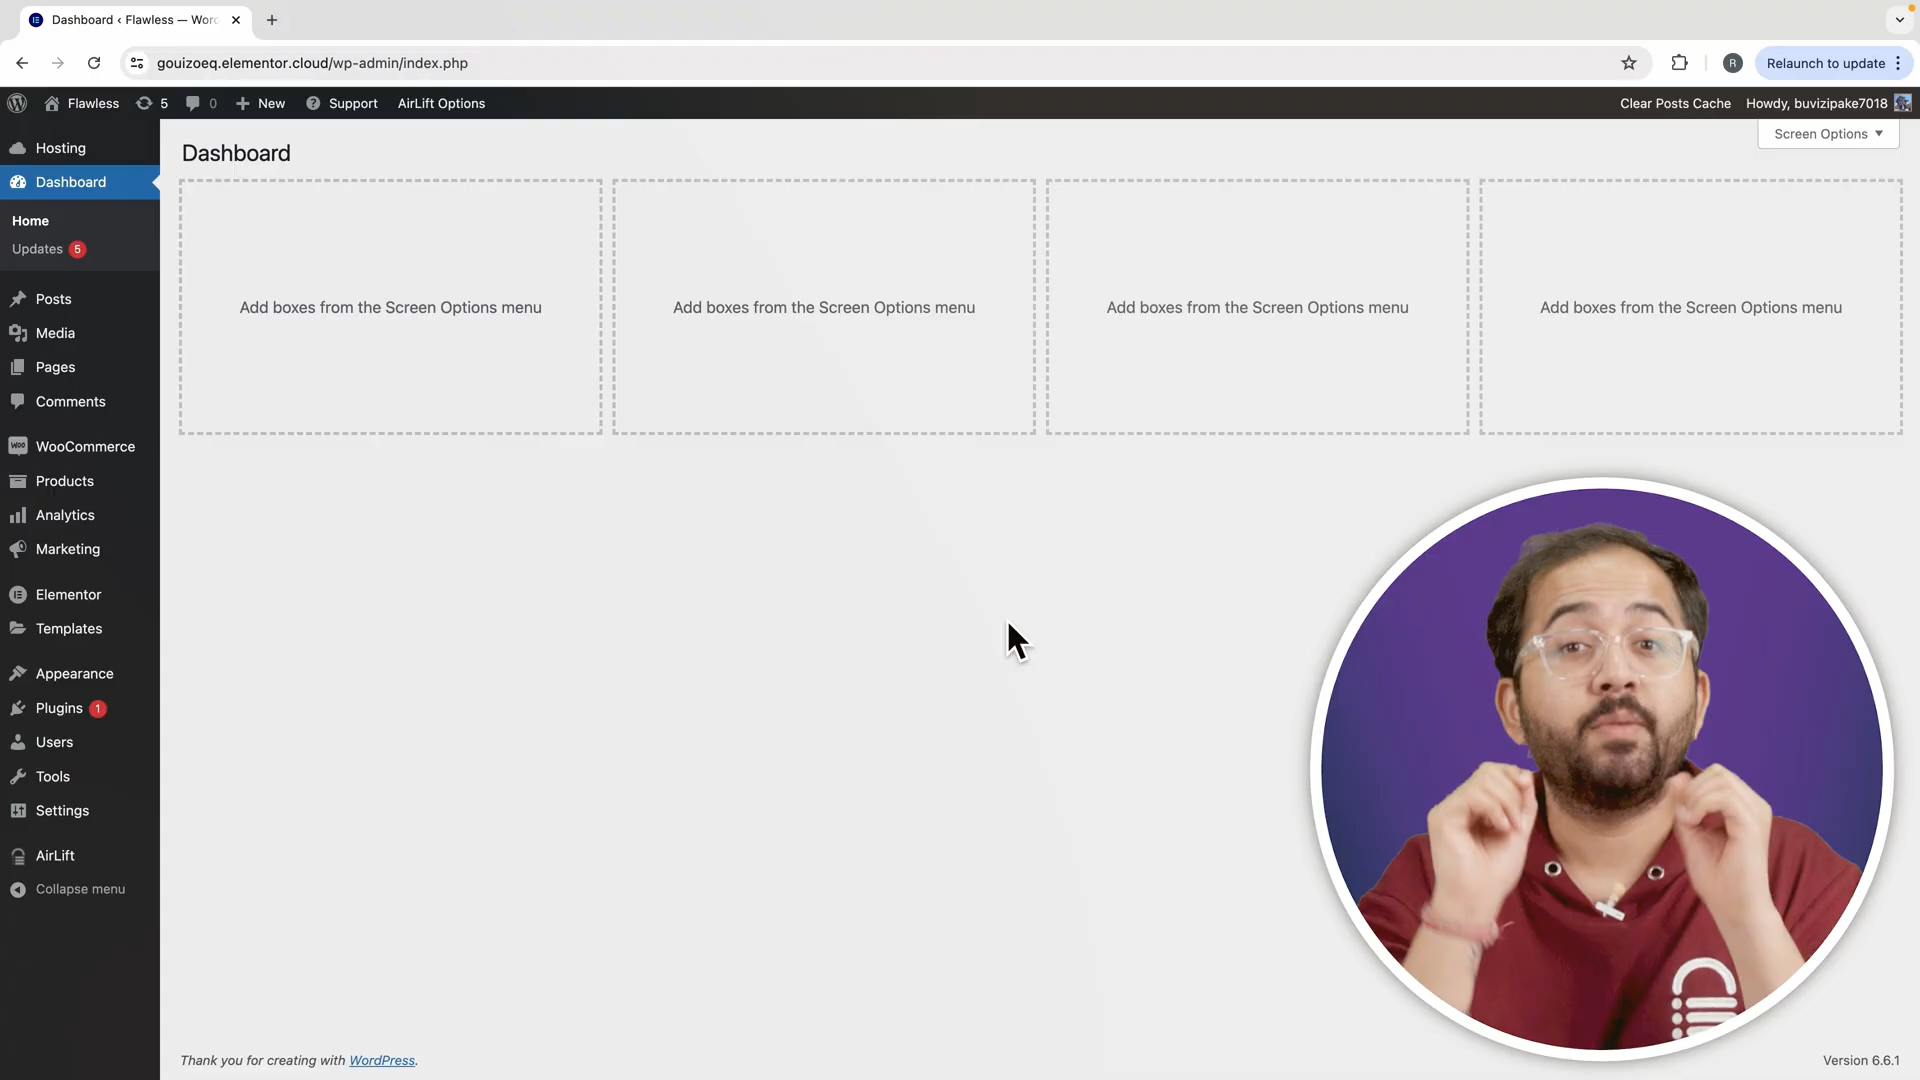 Dashboard ‹ Flawless — Word
gouizoeq.elementor.cloud/wp-admin/index.php
R
Relaunch to update
Flawless
5
0
New
Support
AirLift Options
Clear Posts Cache
Howdy, buvizipake7018
Screen Options
Hosting
Dashboard
Home
Updates 5
Posts
Media
Pages
Comments
WooCommerce
Products
Analytics
Marketing
Elementor
Templates
Appearance
Plugins 1
Users
Tools
Settings
AirLift
Collapse menu
Dashboard
Add boxes from the Screen Options menu
Add boxes from the Screen Options menu
Add boxes from the Screen Options menu
Add boxes from the Screen Options menu
Thank you for creating with WordPress.
Version 6.6.1